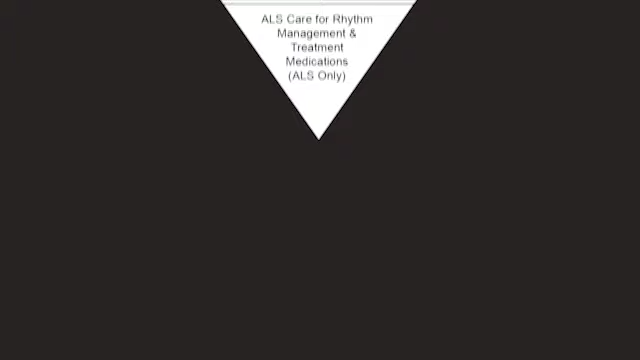 ALS Care for Rhythm
Management &
Treatment
Medications
(ALS Only)